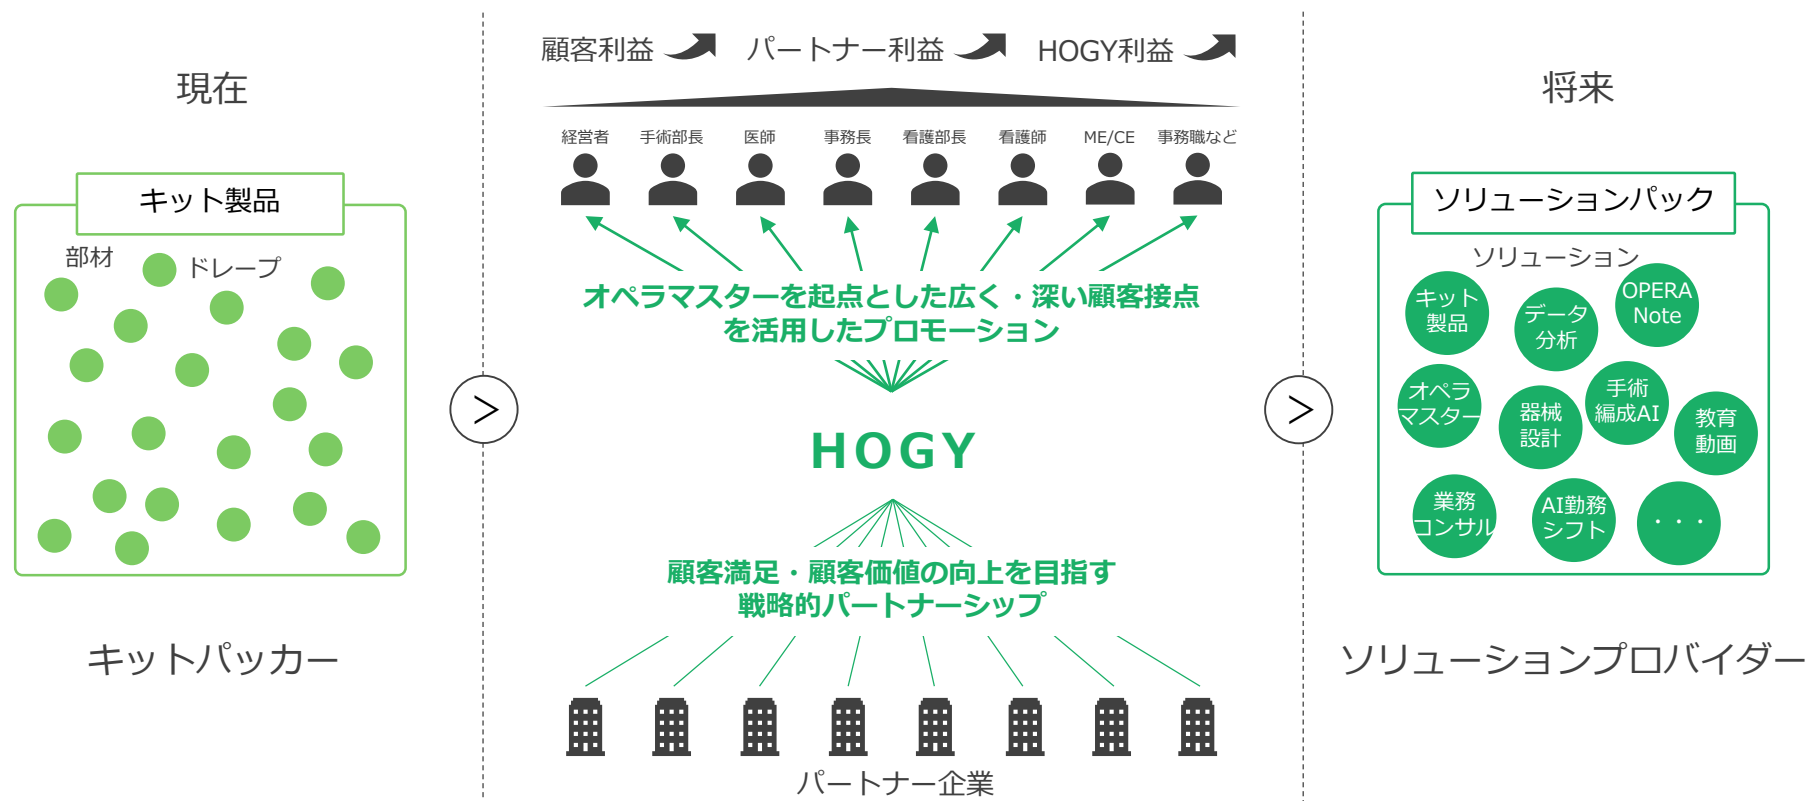 現在
キット製品
部材
ドレープ
キットパッカー
>
顧客利益
パートナー利益
HOGY利益
経営者
手術部長
医師
事務長
看護部長
看護師
ME/CE
事務職など
オペラマスターを起点とした広く・深い顧客接点
を活用したプロモーション
HOGY
顧客満足・顧客価値の向上を目指す
戦略的パートナーシップ
パートナー企業
>
将来
ソリューションパック
ソリューション
キット
製品
データ
分析
OPERA
Note
オペラ
マスター
器械
設計
手術
編成AI
教育
動画
業務
コンサル
AI勤務
シフト
・・・
ソリューションプロバイダー